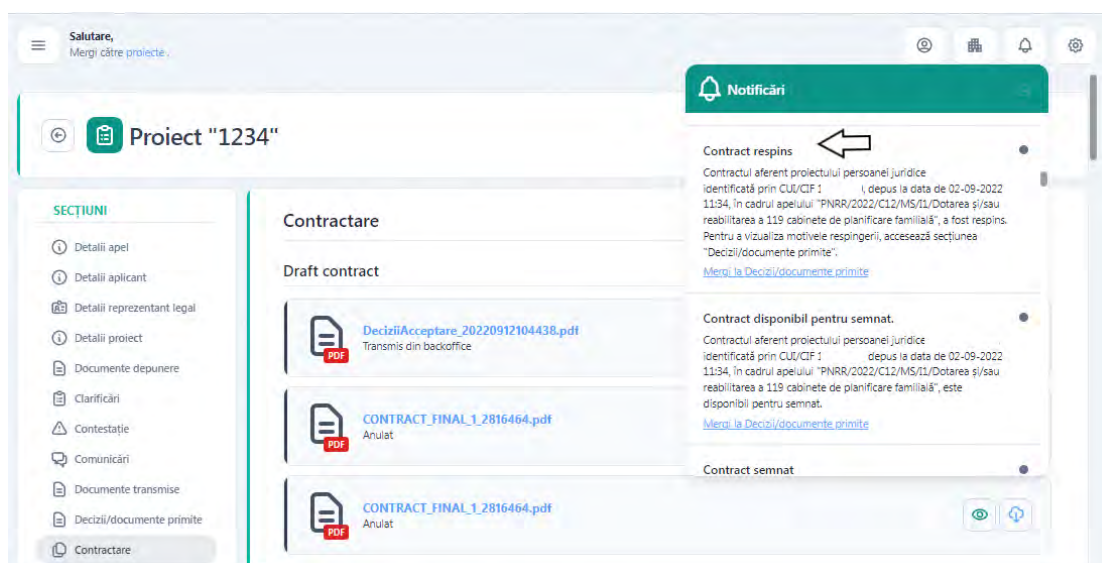 Salutare,
Mergi către proiecte .
Proiect "1234"
SECȚIUNI
Detalii apel
Detalii aplicant
Detalii reprezentant legal
Detalii proiect
Documente depunere
Clarificări
Contestație
Comunicări
Documente transmise
Decizii/documente primite
Contractare
Contractare
Draft contract
PDF
DeciziiAcceptare_20220912104438.pdf
Transmis din backoffice
PDF
CONTRACT_FINAL_1_2816464.pdf
Anulat
PDF
CONTRACT_FINAL_1_2816464.pdf
Anulat
Notificări
Contract respins
Contractul aferent proiectului persoanei juridice
identificată prin CUI/CIF 1 , depus la data de 02-09-2022
11:34, în cadrul apelului "PNRR/2022/C12/MS/I1/Dotarea și/sau
reabilitarea a 119 cabinete de planificare familială", a fost respins.
Pentru a vizualiza motivele respingerii, accesează secțiunea
"Decizii/documente primite".
Mergi la Decizii/documente primite
Contract disponibil pentru semnat.
Contractul aferent proiectului persoanei juridice
identificată prin CUI/CIF 1 depus la data de 02-09-2022
11:34, în cadrul apelului "PNRR/2022/C12/MS/I1/Dotarea și/sau
reabilitarea a 119 cabinete de planificare familială", este
disponibil pentru semnat.
Mergi la Decizii/documente primite
Contract semnat